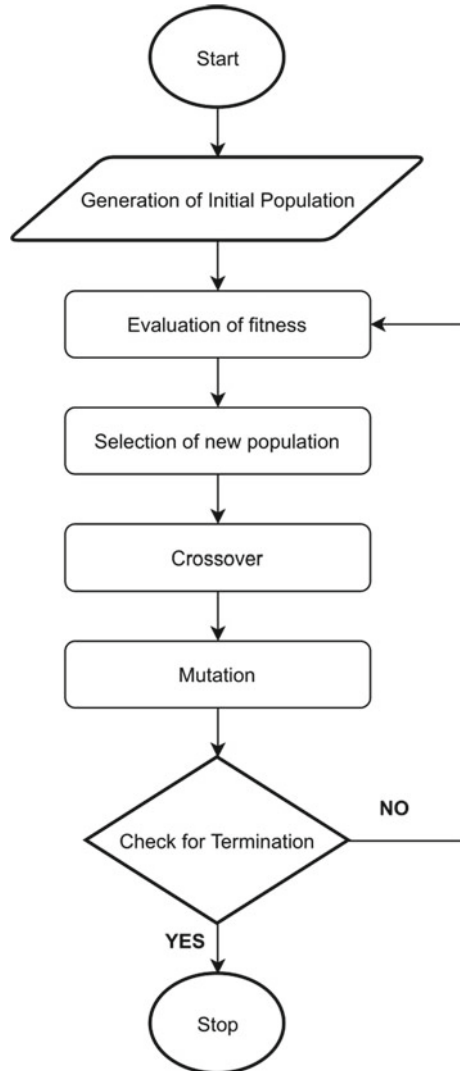 Start
Generation of Initial Population
Evaluation of fitness
Selection of new population
Crossover
Mutation
Check for Termination
NO
YES
Stop